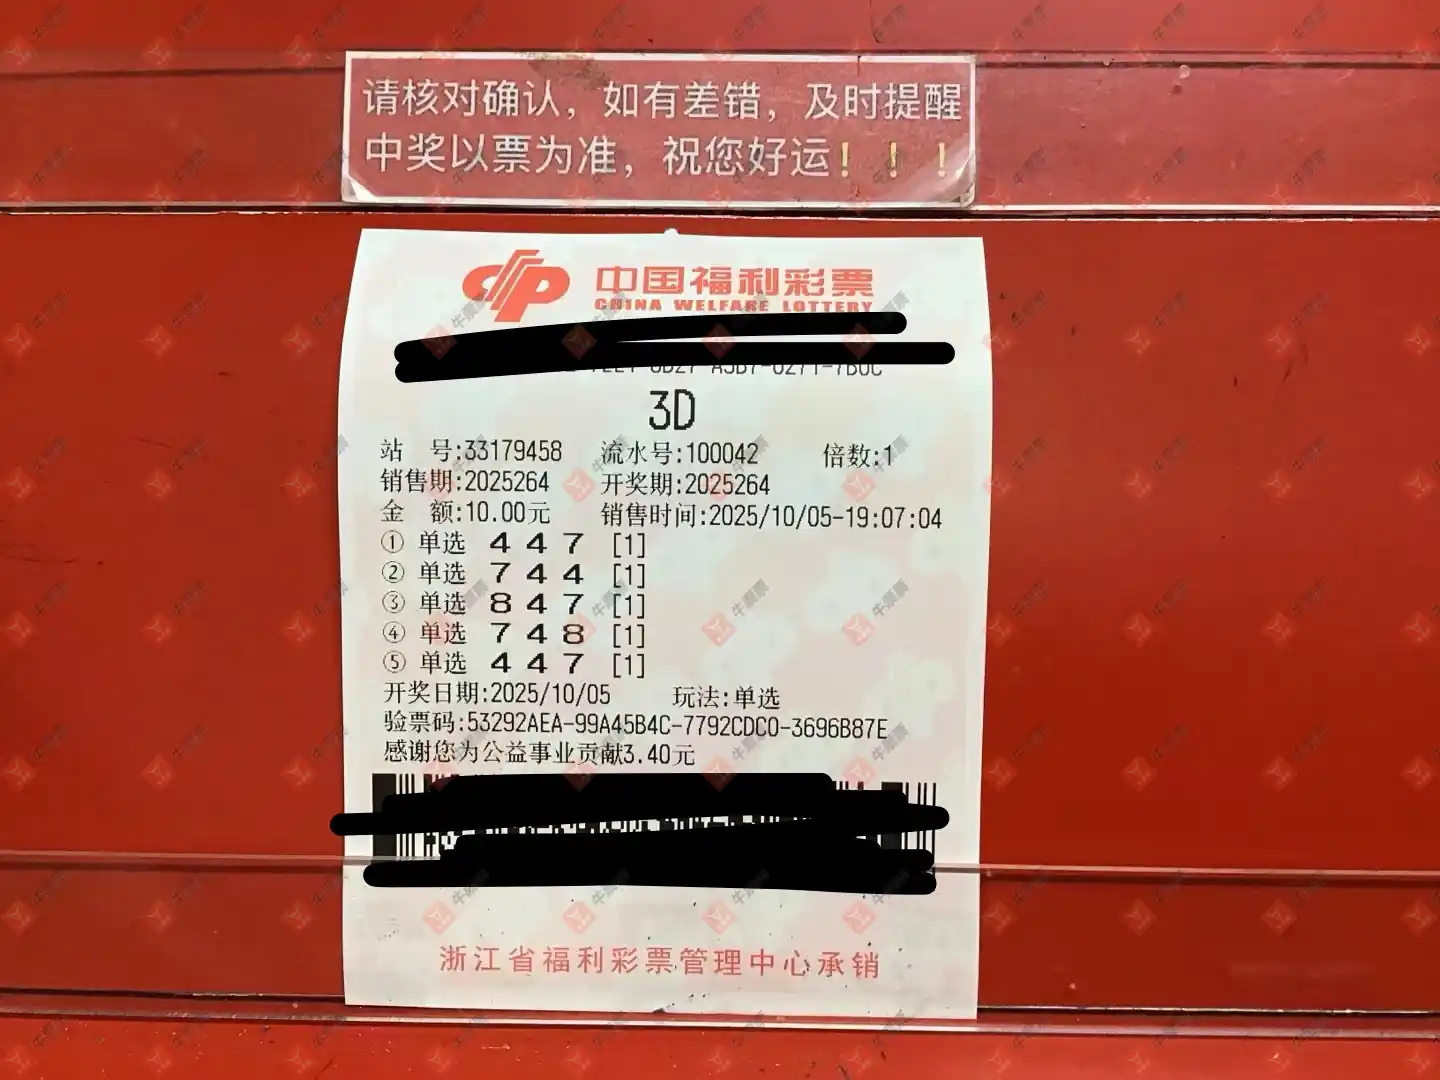 请核对确认，如有差错，及时提醒
中奖以票为准，祝您好运！！！
中国福利彩票
CHINA WELFARE LOTTERY
3D
站 号:33179458 流水号:100042 倍数:1
销售期:2025264 开奖期:2025264
金 额:10.00元 销售时间:2025/10/05-19:07:04
① 单选 4 4 7 [1]
② 单选 7 4 4 [1]
③ 单选 8 4 7 [1]
④ 单选 7 4 8 [1]
⑤ 单选 4 4 7 [1]
开奖日期:2025/10/05 玩法:单选
验票码:53292AEA-99A45B4C-7792CDC0-3696B87E
感谢您为公益事业贡献3.40元
浙江省福利彩票管理中心承销
牛票票